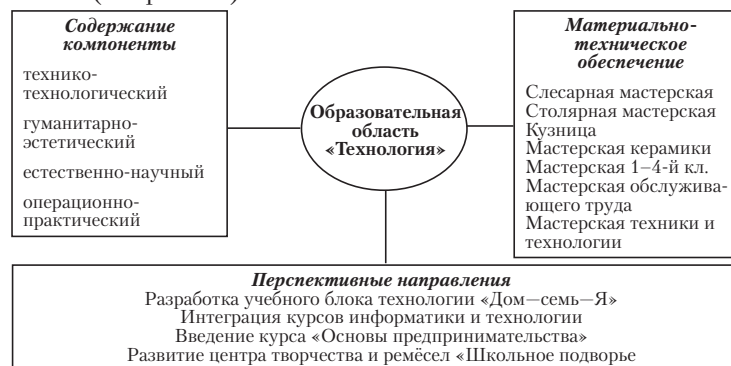 Содержание
компоненты
технико-
технологический
гуманитарно-
эстетический
естественно-научный
операционно-
практический
Образовательная
область
«Технология»
Материально-
техническое
обеспечение
Слесарная мастерская
Столярная мастерская
Кузница
Мастерская керамики
Мастерская 1–4-й кл.
Мастерская обслужива-
ющего труда
Мастерская техники и
технологии
Перспективные направления
Разработка учебного блока технологии «Дом—семь—Я»
Интеграция курсов информатики и технологии
Введение курса «Основы предпринимательства»
Развитие центра творчества и ремёсел «Школьное подворье